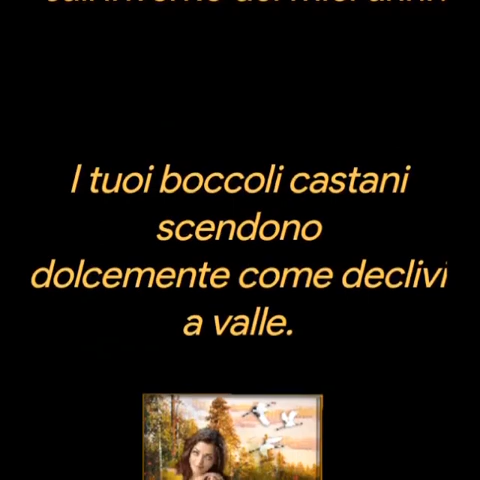 I tuoi boccoli castani
scendono
dolcemente come declivi
a valle.